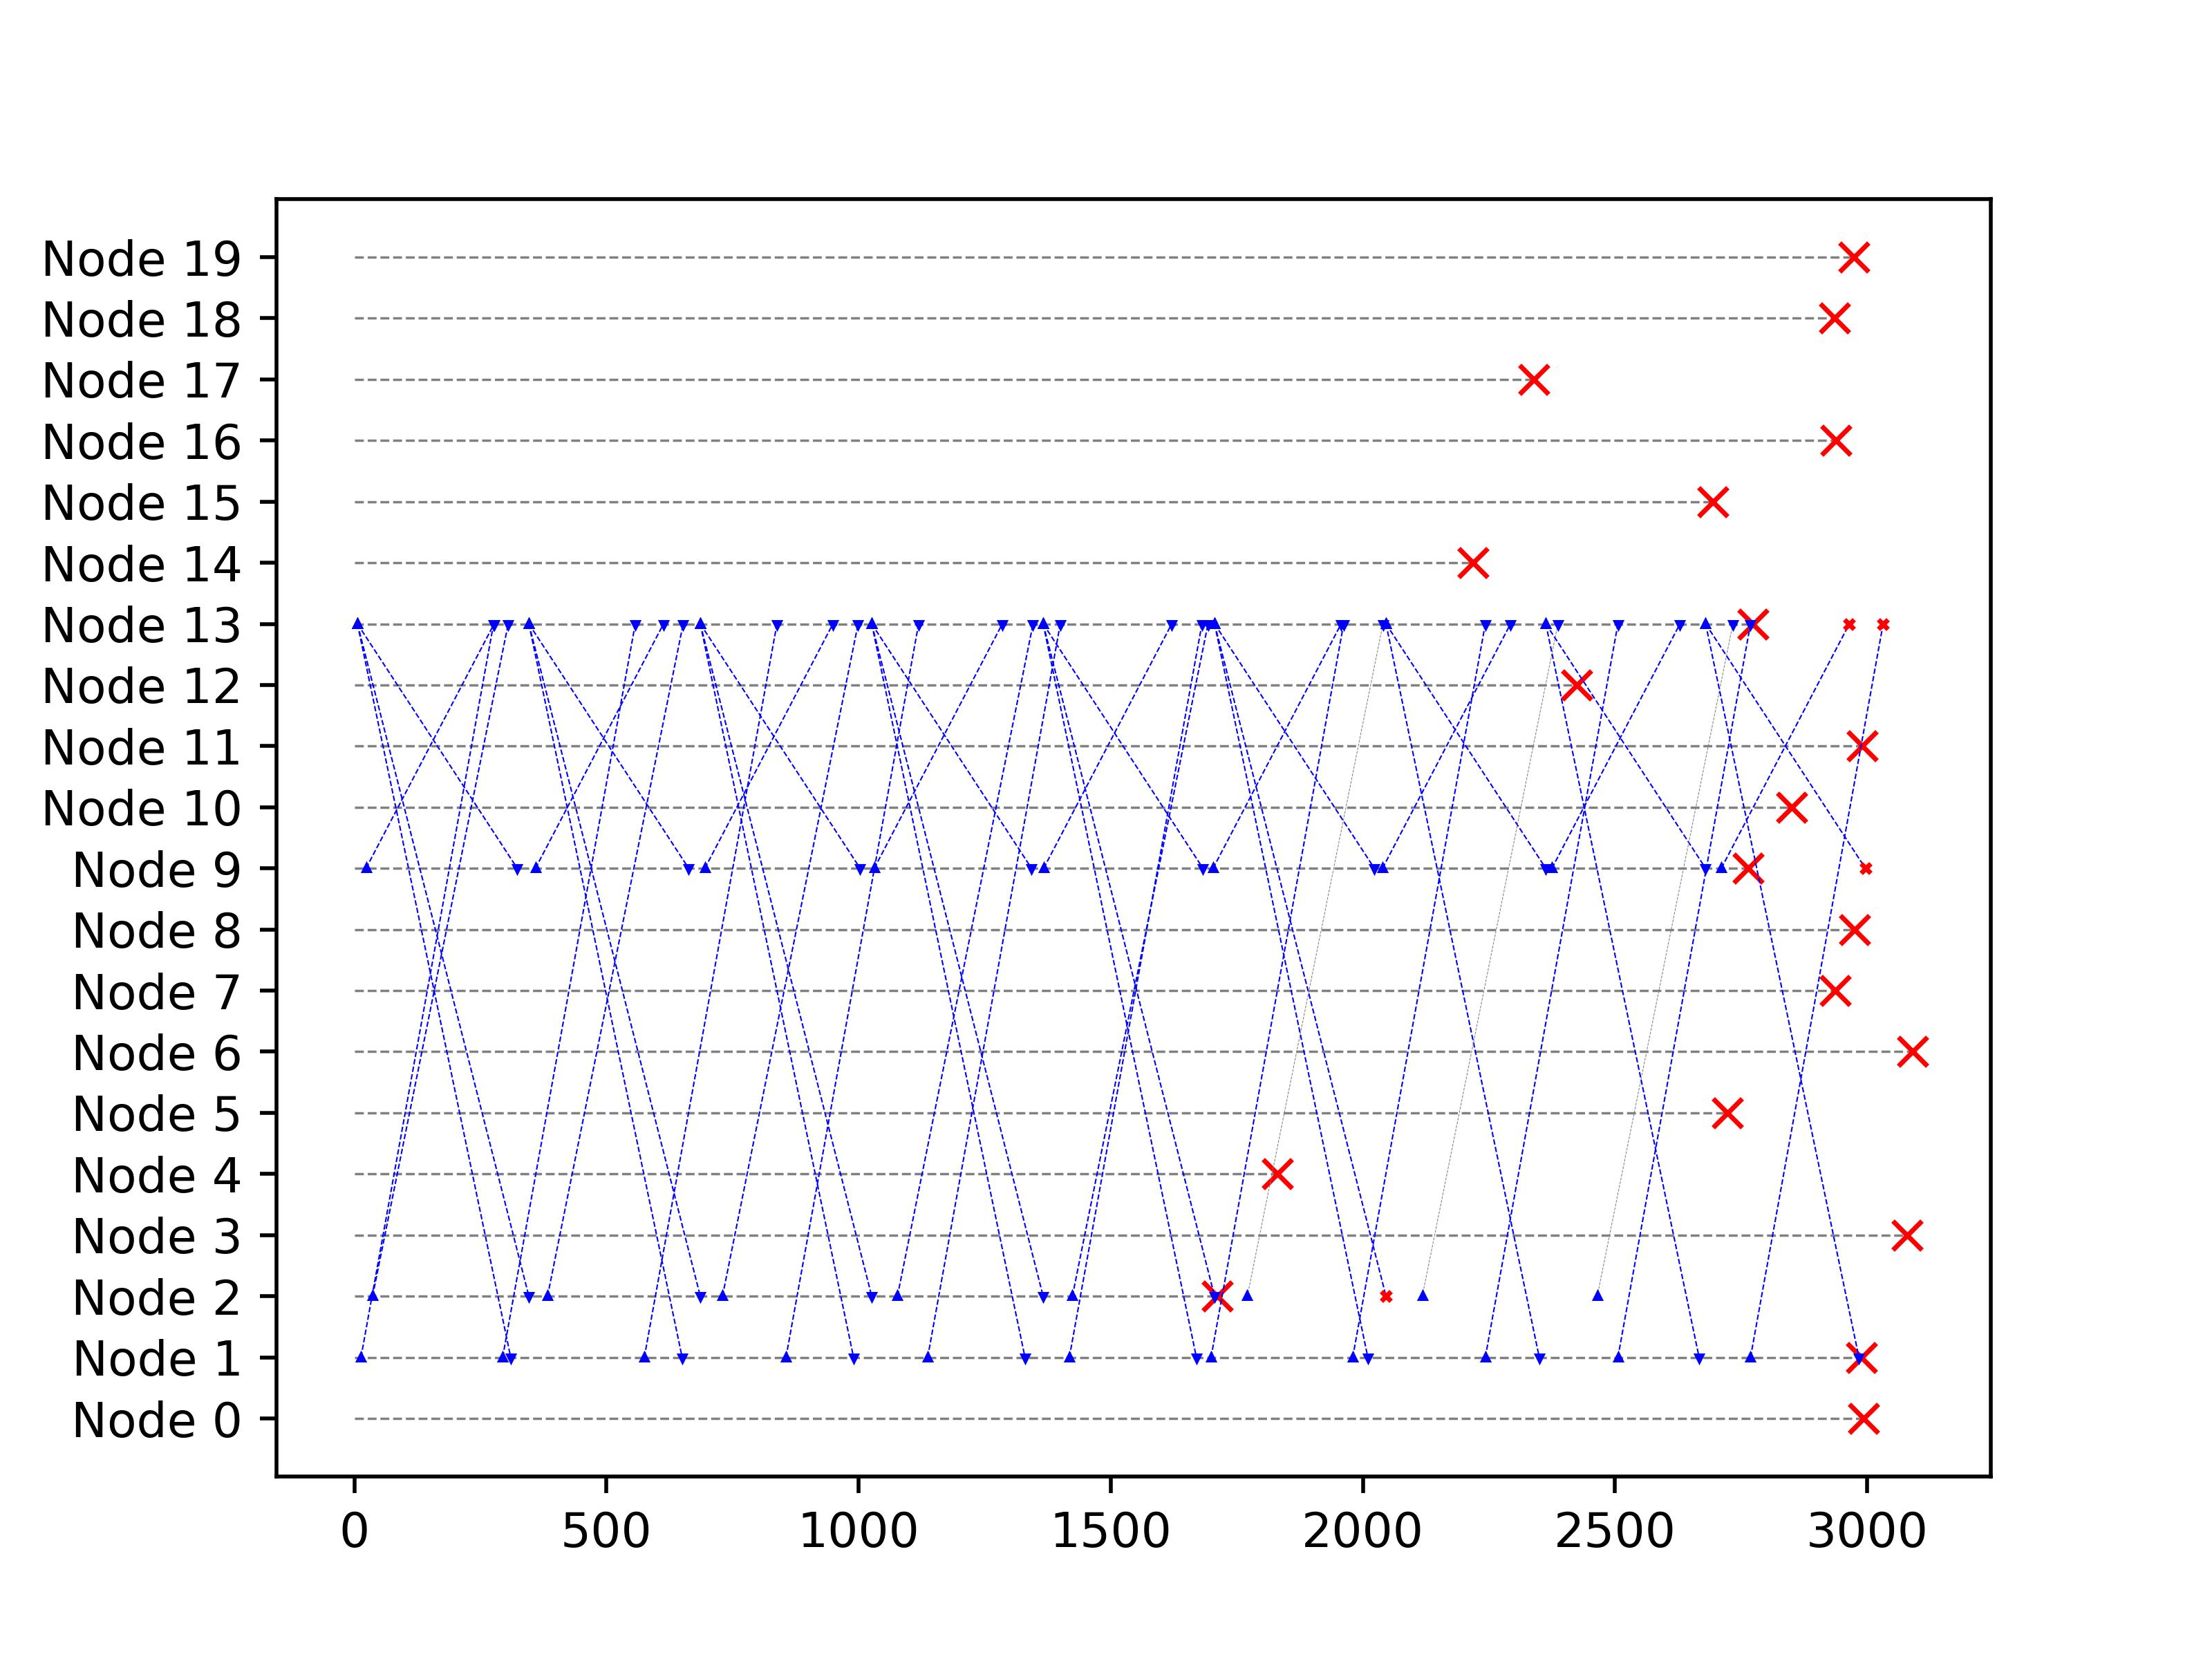 Node 19
Node 18
Node 17
Node 16
Node 15
Node 14
Node 13
Node 12
Node 11
Node 10
Node 9
Node 8
Node 7
Node 6
Node 5
Node 4
Node 3
Node 2
Node 1
Node 0
0 500 1000 1500 2000 2500 3000